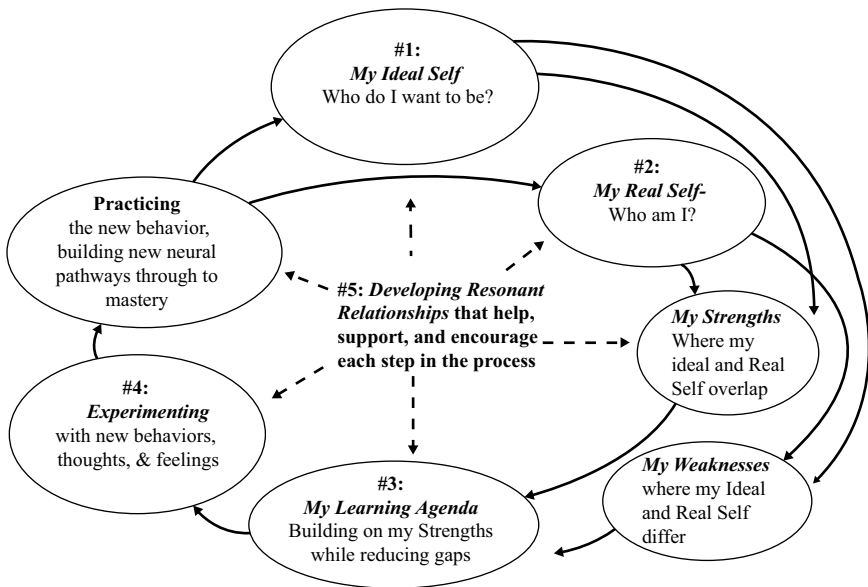 #1:
My Ideal Self
Who do I want to be?
#2:
My Real Self-
Who am I?
Practicing
the new behavior,
building new neural
pathways through to
mastery
#5: Developing Resonant
Relationships that help,
support, and encourage
each step in the process
My Strengths
Where my
ideal and Real
Self overlap
#4:
Experimenting
with new behaviors,
thoughts, & feelings
#3:
My Learning Agenda
Building on my Strengths
while reducing gaps
My Weaknesses
where my Ideal
and Real Self
differ